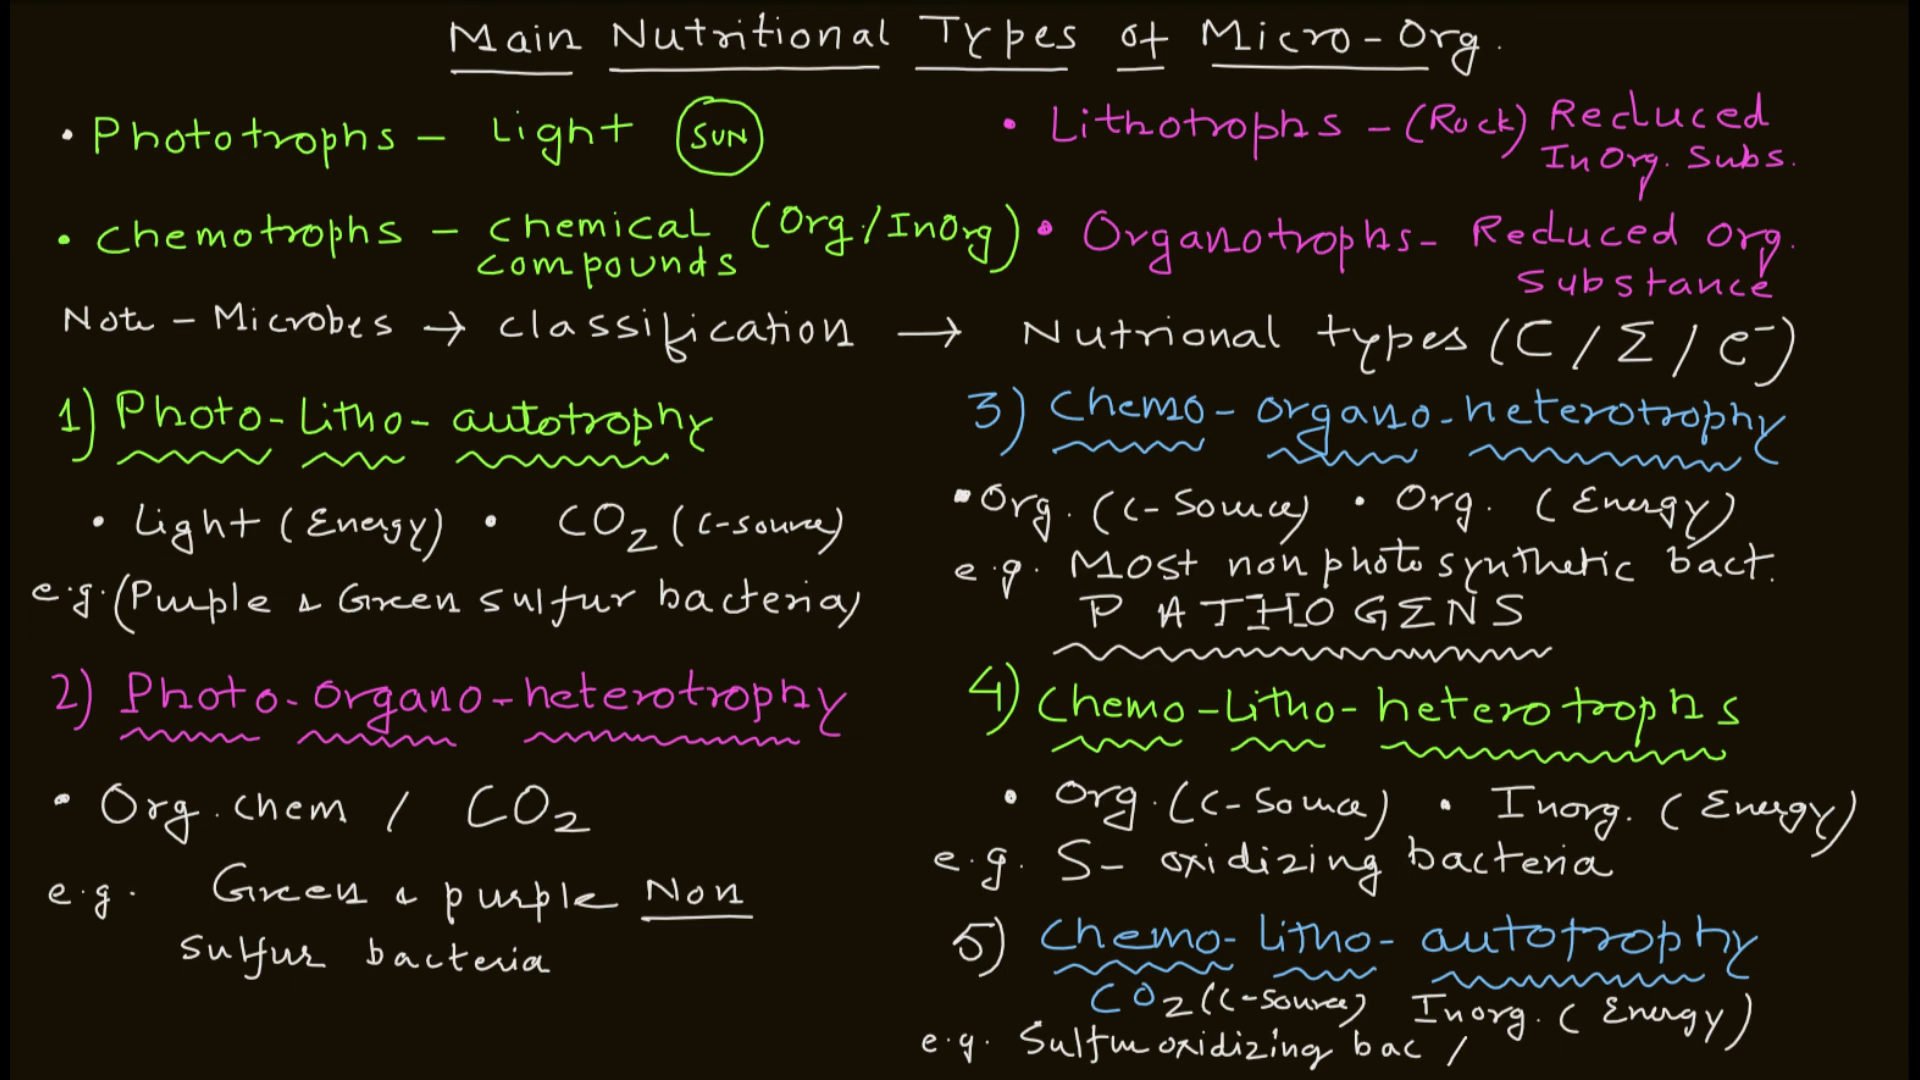 Main Nutritional Types of Micro-Org.
• Phototrophs - Light (SUN)
• Chemotrophs - chemical (Org/InOrg)
compounds
• Lithotrophs - (Rock) Reduced
InOrg. Subs.
• Organotrophs - Reduced org.
Substance
Note - Microbes → classification → Nutrional types (C/Σ/e⁻)
1) Photo-Litho-autotrophy
• Light (Energy) • CO2 (C-source)
e.g. (Purple & Green sulfur bacteria)
2) Photo-organo-heterotrophy
• Org. chem / CO2
e.g. Green & purple Non
sulfur bacteria
3) Chemo-organo-heterotrophy
• Org. (C-Source) • Org. (Energy)
e.g. Most non photosynthetic bact.
PATHOGENS
4) Chemo-Litho-heterotrophs
• Org. (C-Source) • Inorg. (Energy)
e.g. S-oxidizing bacteria
5) Chemo-Litho-autotrophy
CO2 (C-source) Inorg. (Energy)
e.g. Sulfur oxidizing bac /